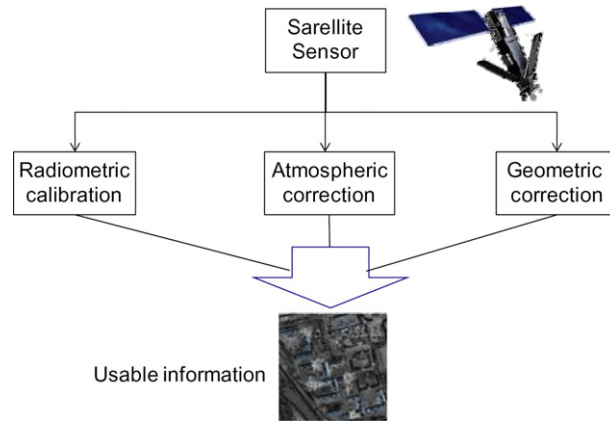 Sarellite
Sensor
Radiometric
calibration
Atmospheric
correction
Geometric
correction
Usable information